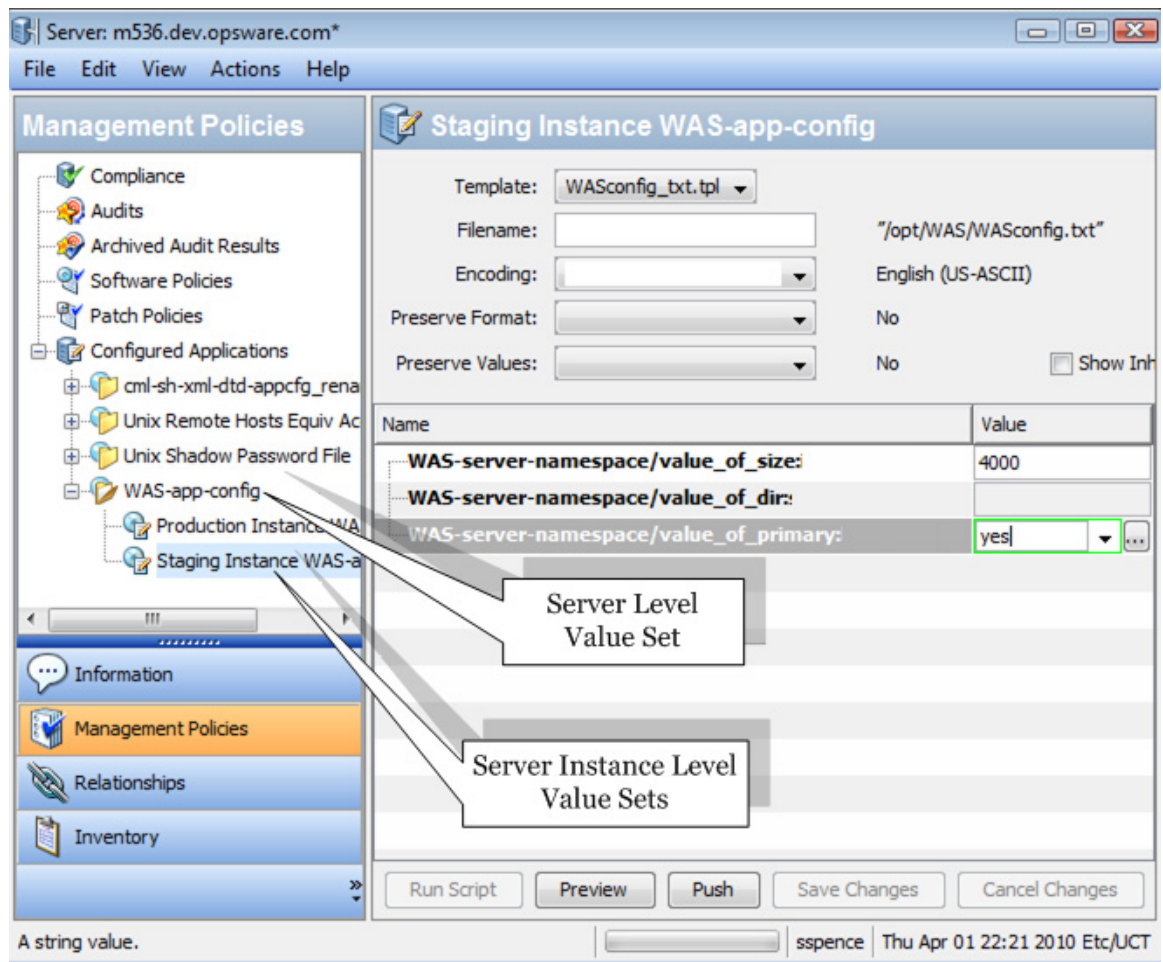 Server: m536.dev.opsware.com*
File Edit View Actions Help
Management Policies
Compliance
Audits
Archived Audit Results
Software Policies
Patch Policies
Configured Applications
cml-sh-xml-dtd-appcfg_rena
Unix Remote Hosts Equiv Ac
Unix Shadow Password File
WAS-app-config
Production Instance WA
Staging Instance WAS-a
Information
Management Policies
Relationships
Inventory
»
Staging Instance WAS-app-config
Template: WASconfig_txt.tpl
Filename: "/opt/WAS/WASconfig.txt"
Encoding: English (US-ASCII)
Preserve Format: No
Preserve Values: No Show Inh
Name Value
WAS-server-namespace/value_of_size: 4000
WAS-server-namespace/value_of_dir:
WAS-server-namespace/value_of_primary: yes ...
Server Level
Value Set
Server Instance Level
Value Sets
Run Script Preview Push Save Changes Cancel Changes
A string value. sspence Thu Apr 01 22:21 2010 Etc/UCT